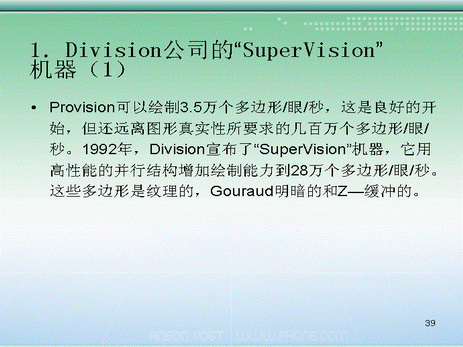 1. Division公司的“SuperVision”
机器（1）
• Provision可以绘制3.5万个多边形/眼/秒，这是良好的开
始，但还远离图形真实性所要求的几百万个多边形/眼/
秒。1992年，Division宣布了“SuperVision”机器，它用
高性能的并行结构增加绘制能力到28万个多边形/眼/秒。
这些多边形是纹理的，Gouraud明暗的和Z—缓冲的。
39